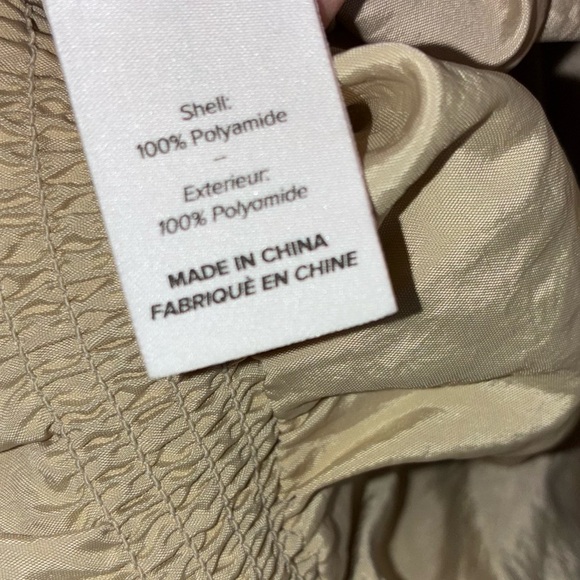 Shell:
100% Polyamide
–
Exterieur:
100% Polyamide
MADE IN CHINA
FABRIQUÈ EN CHINE